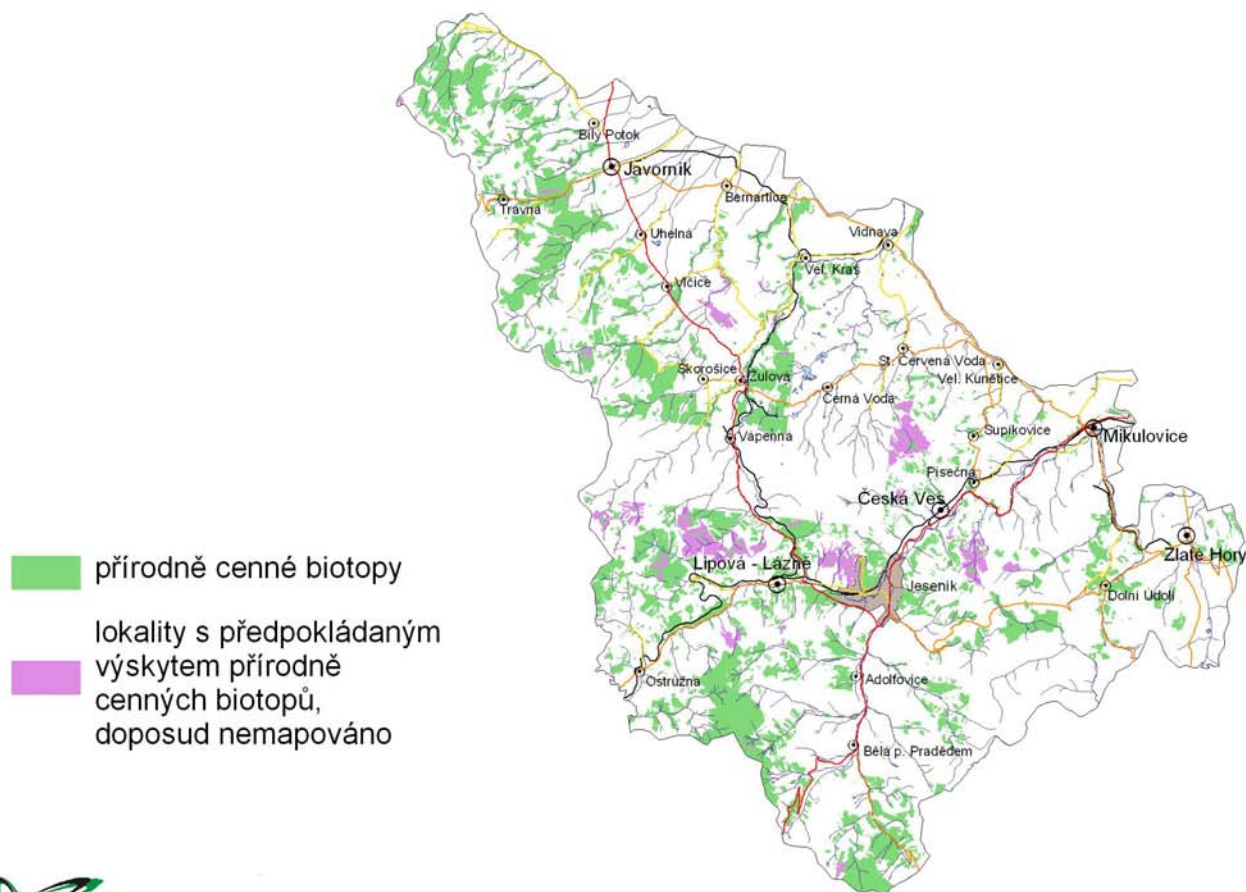 Bílý Potok
Javorník
Travná
Bernartice
Uhelná
Vidnava
Vel. Kraš
Vlčice
St. Červená Voda
Skorošice
Žulová
Vel. Kunětice
Černá Voda
Vápenná
Supíkovice
Mikulovice
Písečná
Česká Ves
Zlaté Hory
přírodně cenné biotopy
Lipová - Lázně
Jeseník
Dolní Údolí
lokality s předpokládaným
výskytem přírodně
cenných biotopů,
doposud nemapováno
Ostružná
Adolfovice
Bělá p. Pradědem